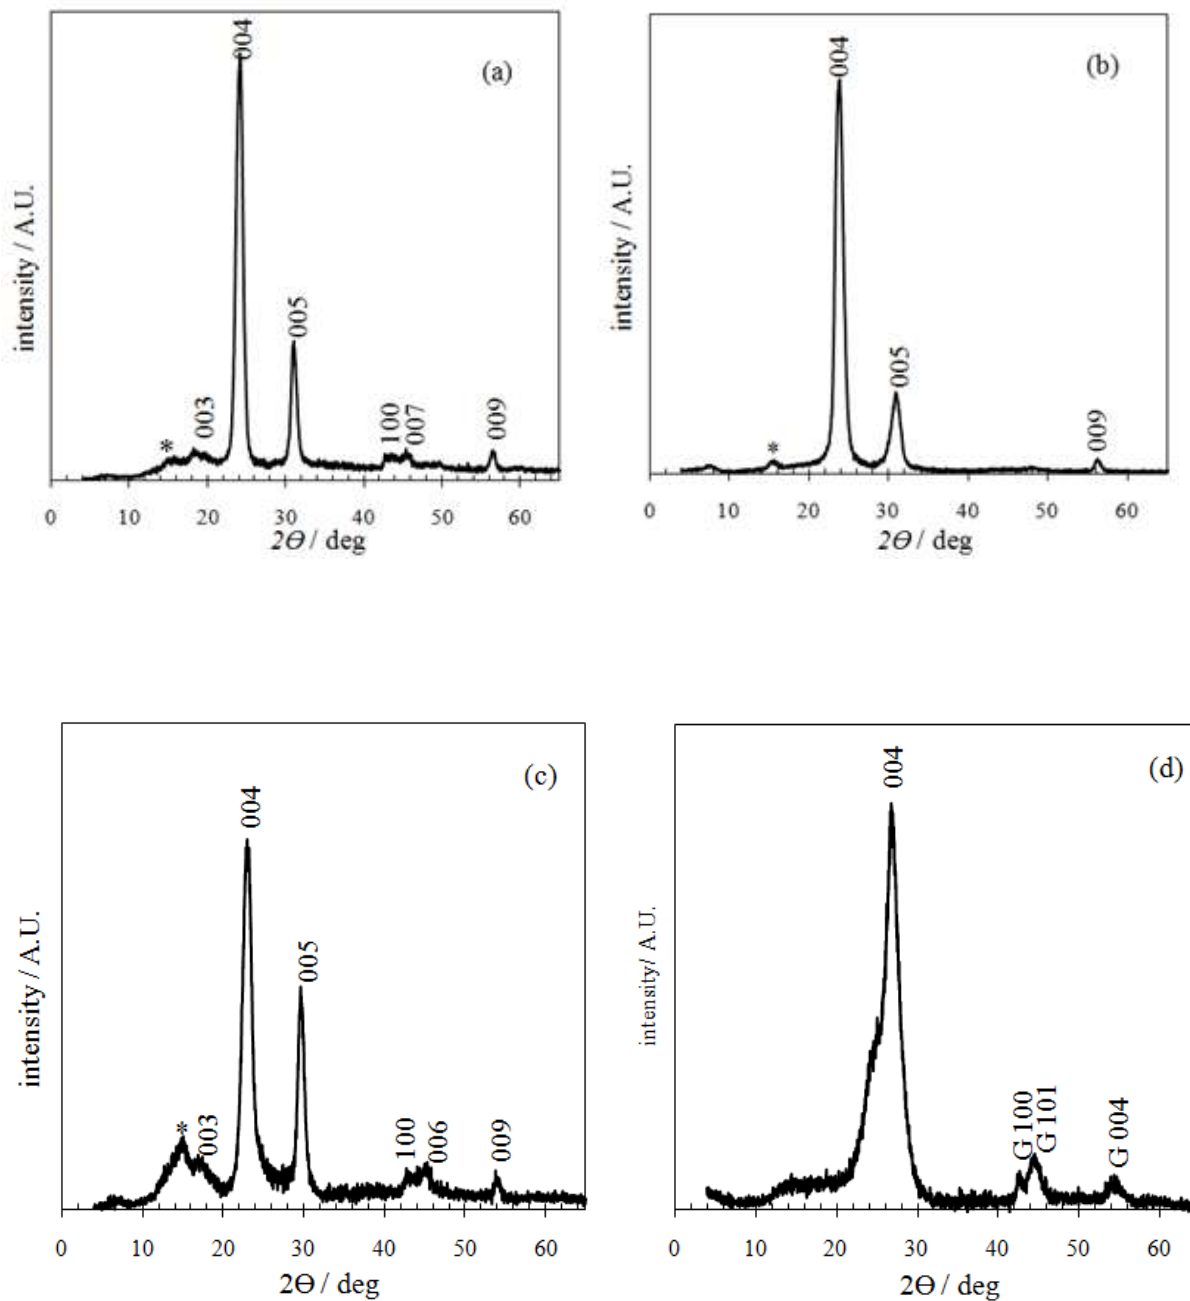 (a)
004
005
*
003
100
007
009
intensity / A.U.
0 10 20 30 40 50 60
2Θ / deg
(b)
004
005
*
009
intensity / A.U.
0 10 20 30 40 50 60
2Θ / deg
(c)
004
005
*
003
100
006
009
intensity / A.U.
0 10 20 30 40 50 60
2Θ / deg
(d)
004
G 100
G 101
G 004
intensity/ A.U.
0 10 20 30 40 50 60
2Θ / deg